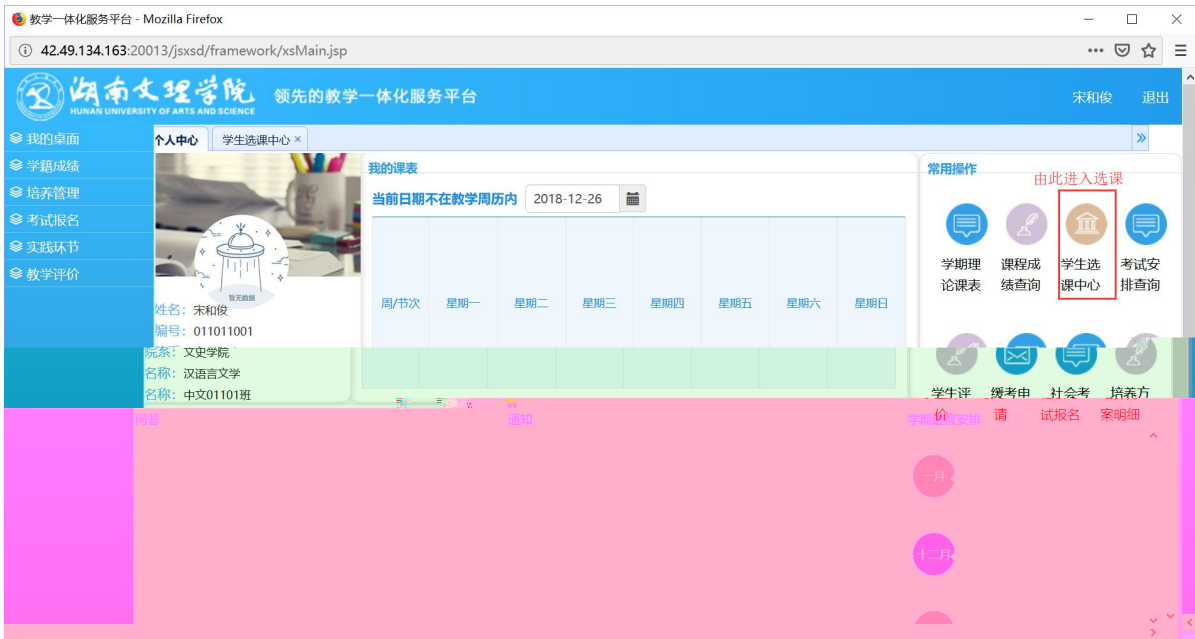 教学一体化服务平台 - Mozilla Firefox
42.49.134.163:20013/jsxsd/framework/xsMain.jsp
湖南文理学院
HUNAN UNIVERSITY OF ARTS AND SCIENCE
领先的教学一体化服务平台
宋和俊 退出
我的桌面
学籍成绩
培养管理
考试报名
实践环节
教学评价
个人中心 学生选课中心 ×
暂无数据
姓名：宋和俊
编号：011011001
院系：文史学院
名称：汉语言文学
名称：中文01101班
我的课表
当前日期不在教学周历内 2018-12-26
周/节次 星期一 星期二 星期三 星期四 星期五 星期六 星期日
常用操作
由此进入选课
学期理论课表
课程成绩查询
学生选课中心
考试安排查询
学生评价
缓考申请
社会考试报名
培养方案明细
问答
通知
学期进程安排
一月
十二月